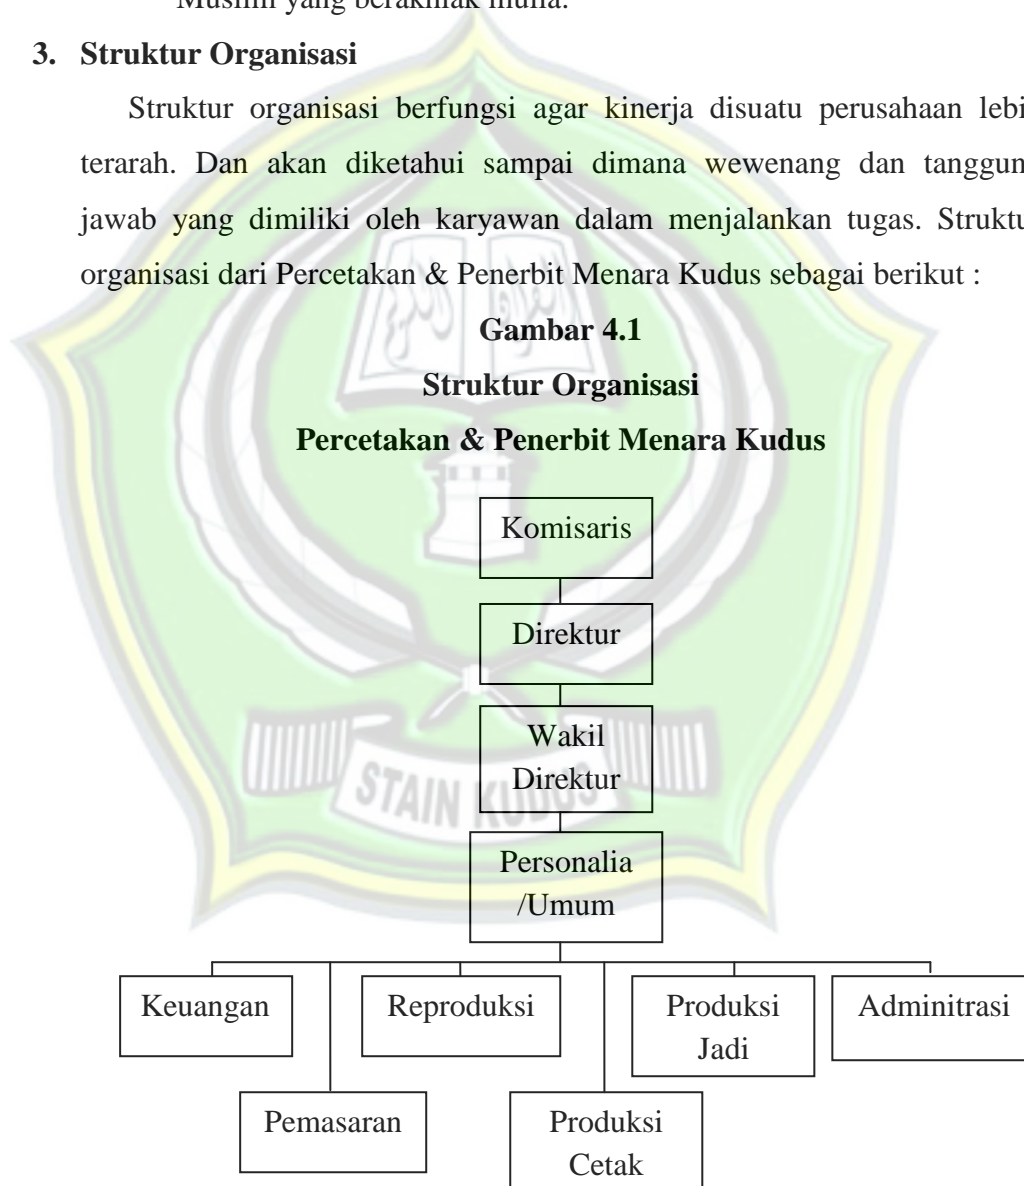 Muslim yang berakhlak mulia.
3. Struktur Organisasi
Struktur organisasi berfungsi agar kinerja disuatu perusahaan lebi
terarah. Dan akan diketahui sampai dimana wewenang dan tanggun
jawab yang dimiliki oleh karyawan dalam menjalankan tugas. Struktu
organisasi dari Percetakan & Penerbit Menara Kudus sebagai berikut :
Gambar 4.1
Struktur Organisasi
Percetakan & Penerbit Menara Kudus
Komisaris
Direktur
Wakil
Direktur
STAIN KUDUS
Personalia
/Umum
Keuangan
Reproduksi
Produksi
Jadi
Adminitrasi
Pemasaran
Produksi
Cetak